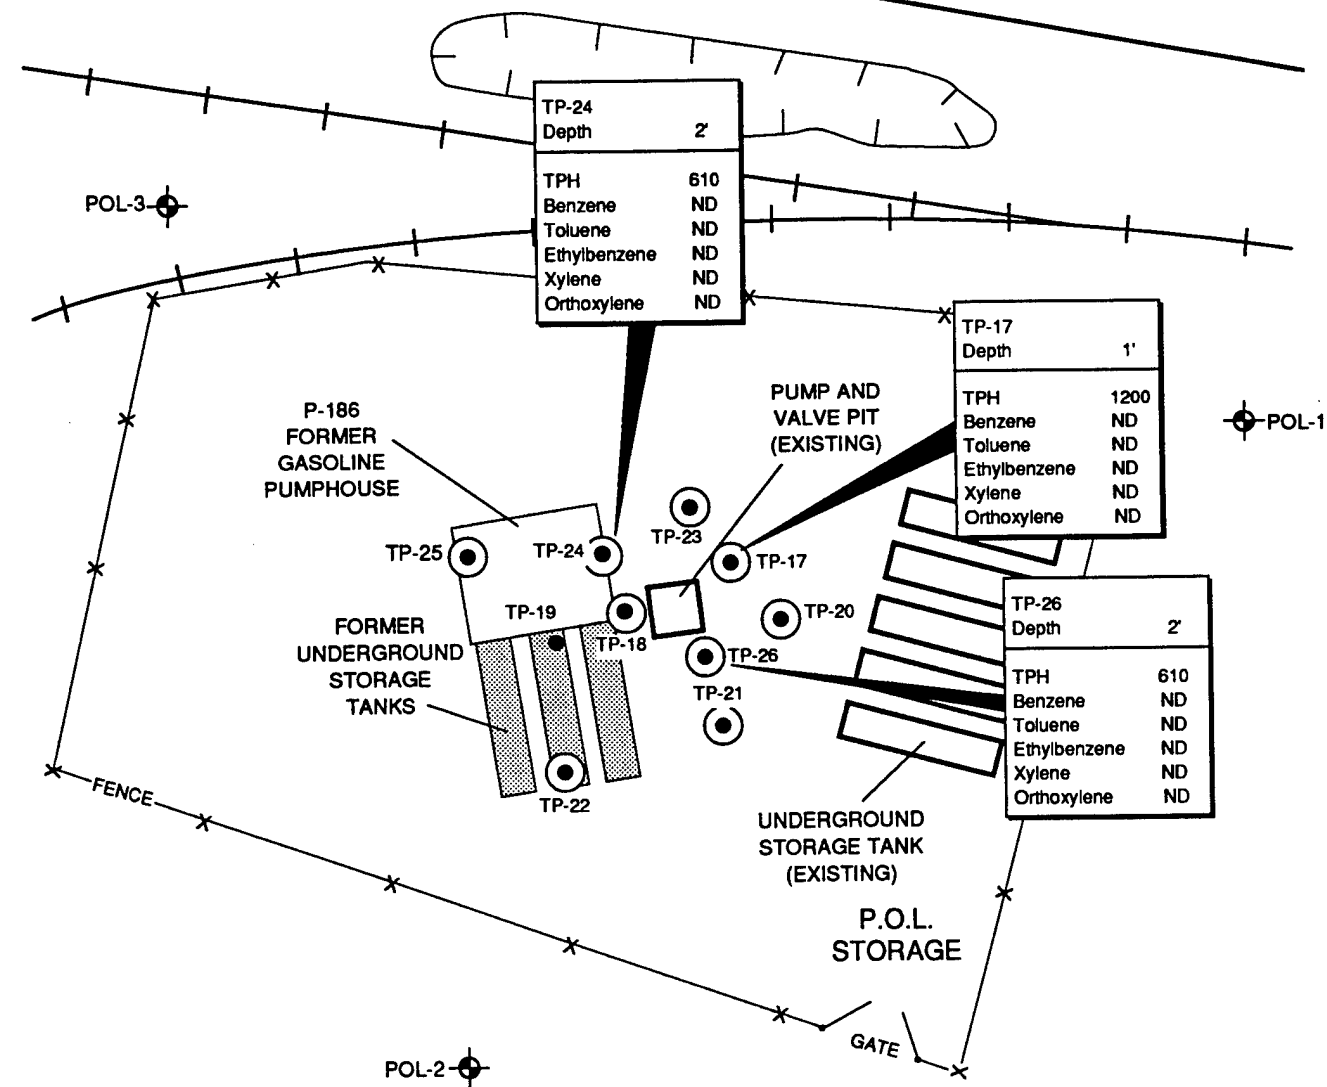 TP-24
Depth 2'
TPH 610
Benzene ND
Toluene ND
Ethylbenzene ND
Xylene ND
Orthoxylene ND
POL-3
TP-17
Depth 1'
TPH 1200
Benzene ND
Toluene ND
Ethylbenzene ND
Xylene ND
Orthoxylene ND
POL-1
PUMP AND
VALVE PIT
(EXISTING)
P-186
FORMER
GASOLINE
PUMPHOUSE
TP-23
TP-25
TP-24
TP-17
TP-19
TP-18
TP-20
TP-26
TP-21
TP-22
FORMER
UNDERGROUND
STORAGE
TANKS
TP-26
Depth 2'
TPH 610
Benzene ND
Toluene ND
Ethylbenzene ND
Xylene ND
Orthoxylene ND
FENCE
UNDERGROUND
STORAGE TANK
(EXISTING)
P.O.L.
STORAGE
GATE
POL-2